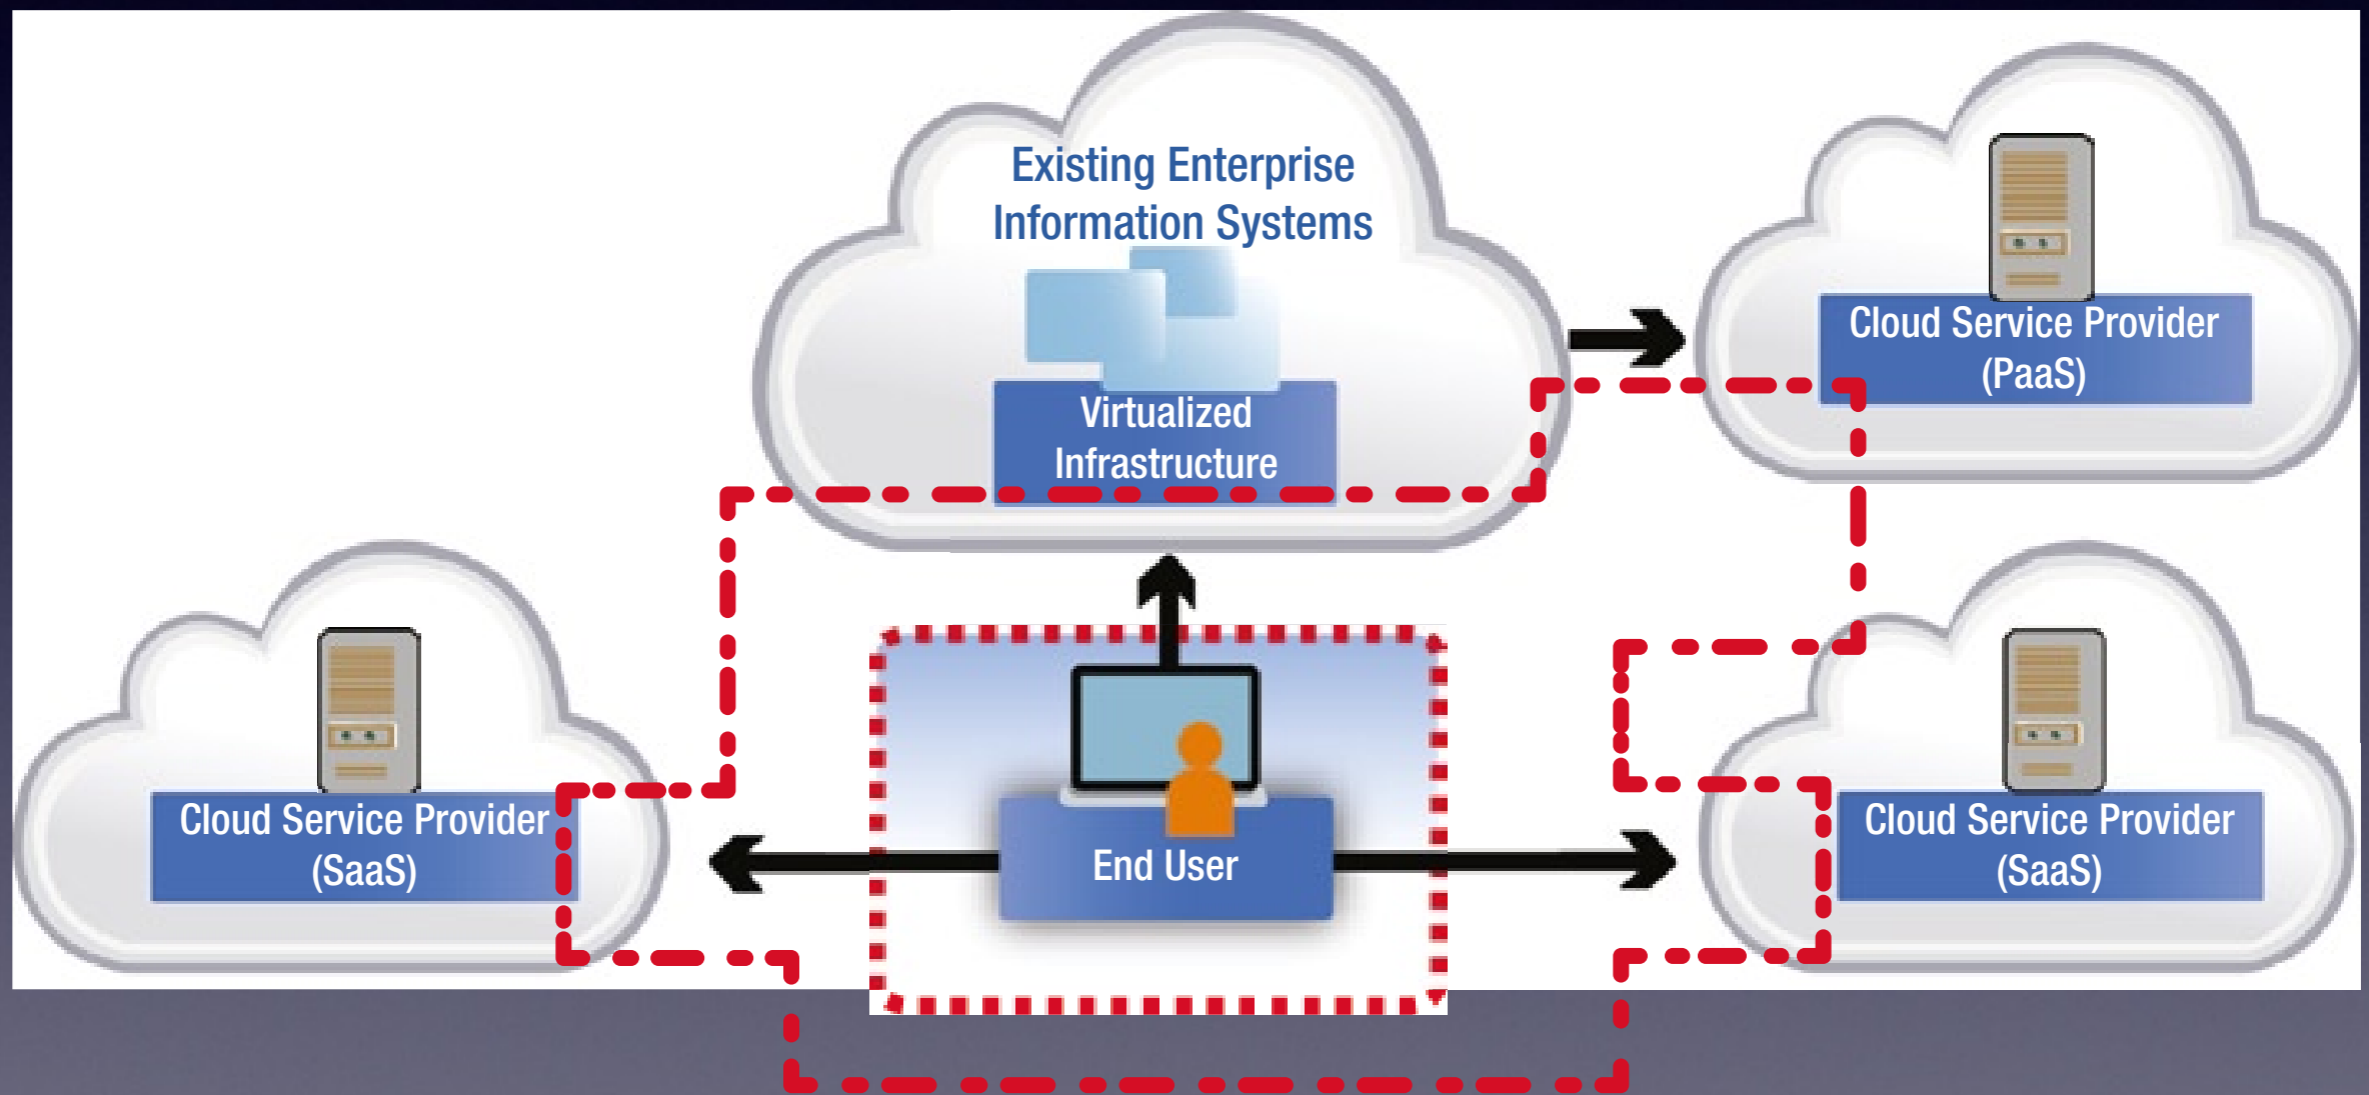 Existing Enterprise
Information Systems
Virtualized
Infrastructure
Cloud Service Provider
(PaaS)
Cloud Service Provider
(SaaS)
End User
Cloud Service Provider
(SaaS)